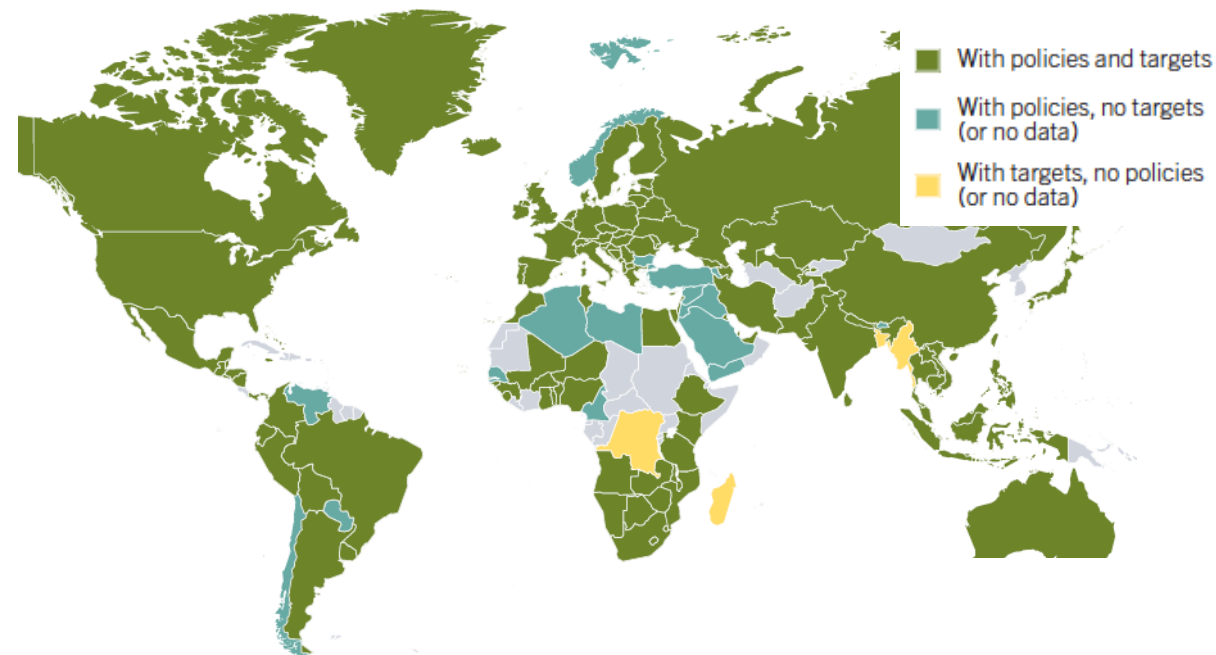 With policies and targets
With policies, no targets
(or no data)
With targets, no policies
(or no data)